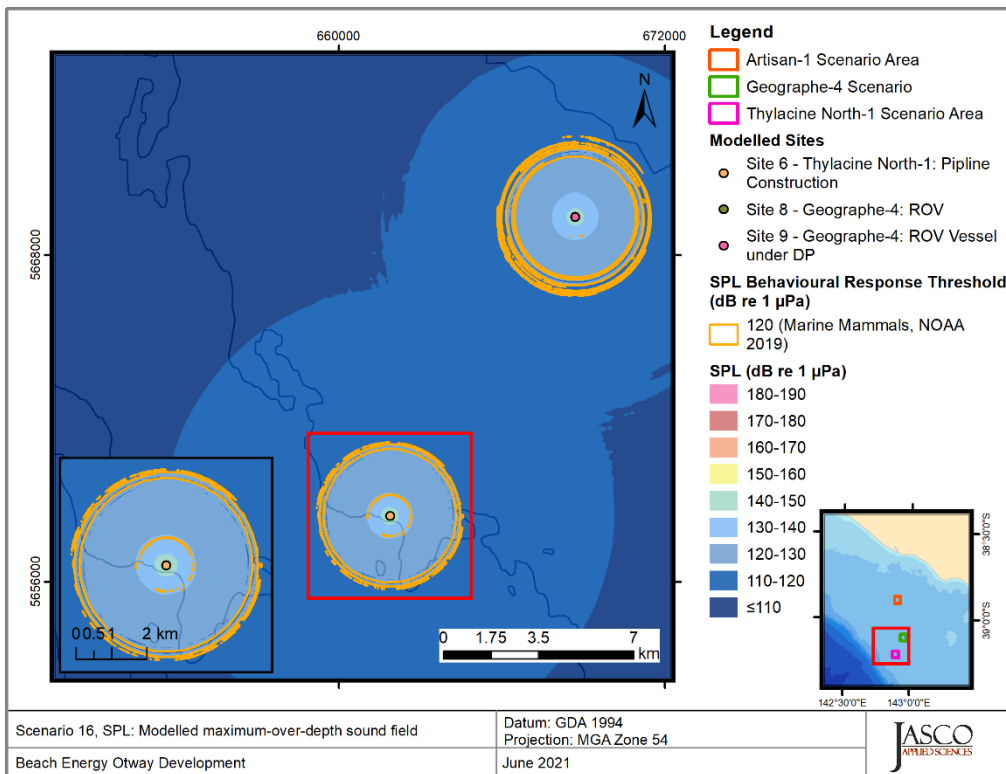 660000
672000
N
5668000
5656000
0 0.5 1 2 km
0 1.75 3.5 7
km
Legend
Artisan-1 Scenario Area
Geographe-4 Scenario
Thylacine North-1 Scenario Area
Modelled Sites
Site 6 - Thylacine North-1: Pipline
Construction
Site 8 - Geographe-4: ROV
Site 9 - Geographe-4: ROV Vessel
under DP
SPL Behavioural Response Threshold
(dB re 1 µPa)
120 (Marine Mammals, NOAA
2019)
SPL (dB re 1 µPa)
180-190
170-180
160-170
150-160
140-150
130-140
120-130
110-120
≤110
38°30'0"S
39°0'0"S
142°30'0"E
143°0'0"E
Scenario 16, SPL: Modelled maximum-over-depth sound field
Datum: GDA 1994
Projection: MGA Zone 54
Beach Energy Otway Development
June 2021
JASCO
APPLIED SCIENCES